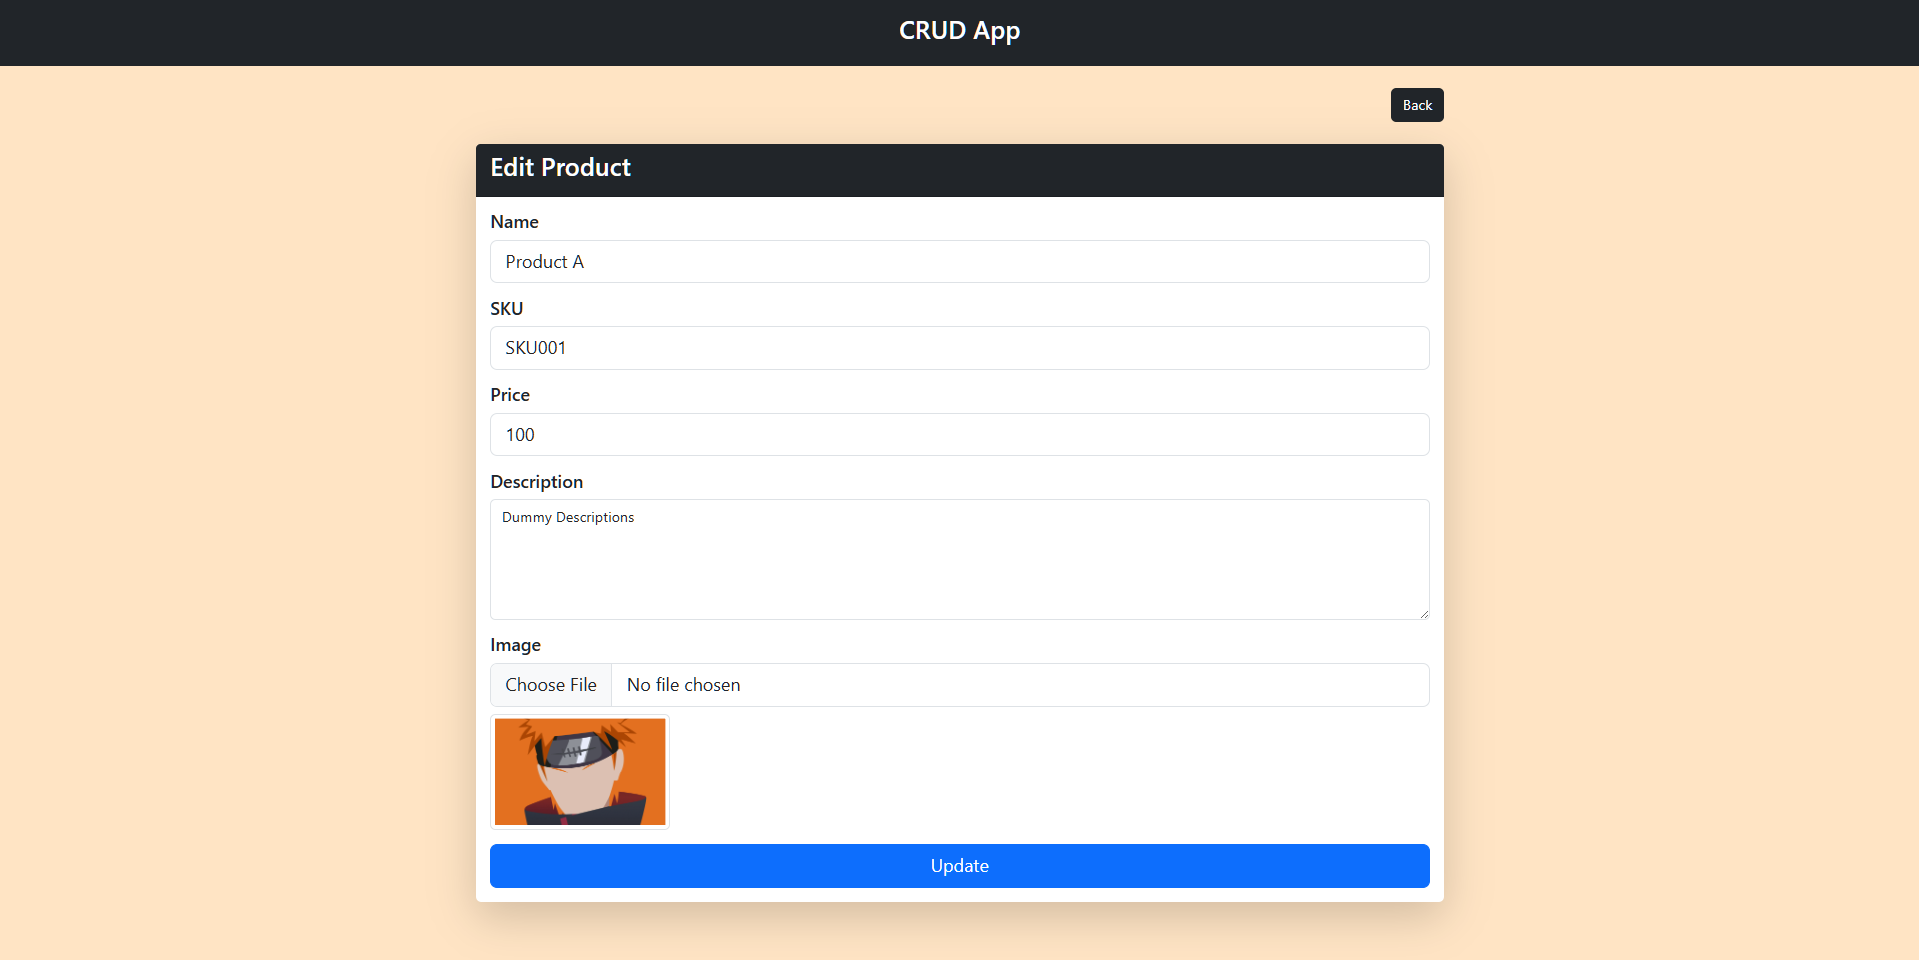 CRUD App
Back
Edit Product
Name
Product A
SKU
SKU001
Price
100
Description
Dummy Descriptions
Image
Choose File No file chosen
Update